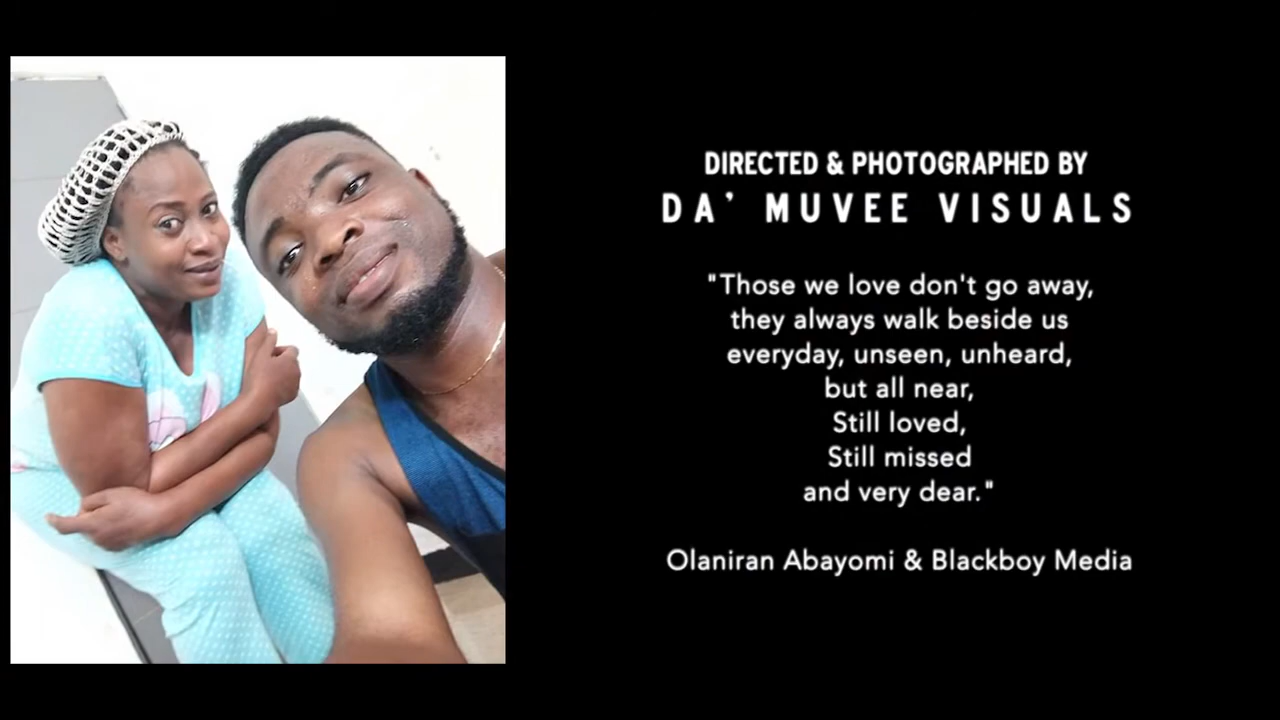 DIRECTED & PHOTOGRAPHED BY
DA' MUVEE VISUALS
"Those we love don't go away,
they always walk beside us
everyday, unseen, unheard,
but all near,
Still loved,
Still missed
and very dear."
Olaniran Abayomi & Blackboy Media